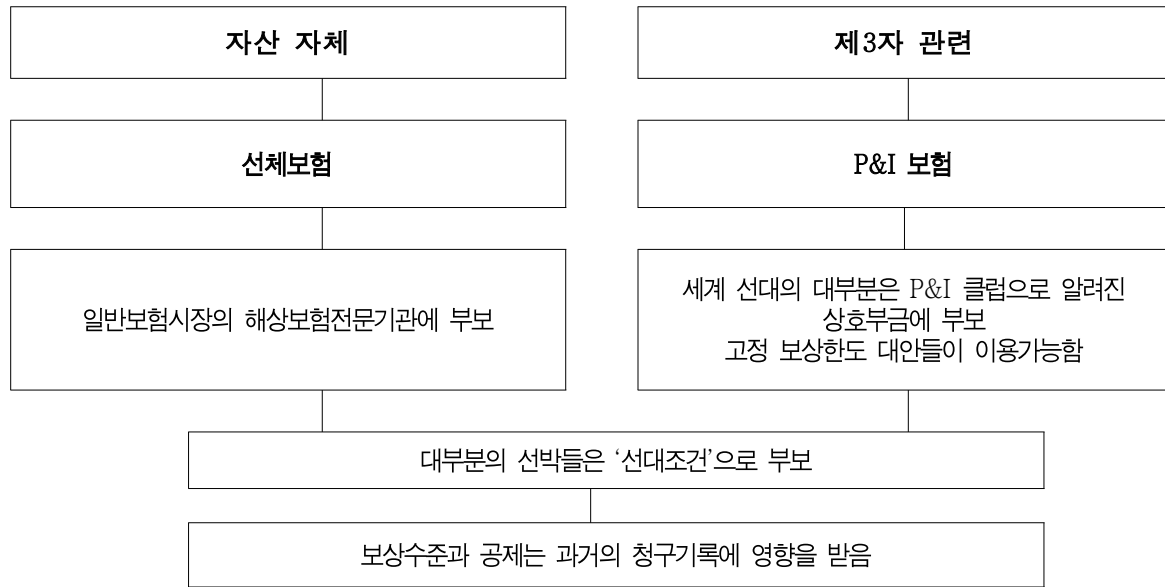 자산 자체
제3자 관련
선체보험
P&I 보험
일반보험시장의 해상보험전문기관에 부보
세계 선대의 대부분은 P&I 클럽으로 알려진
상호부금에 부보
고정 보상한도 대안들이 이용가능함
대부분의 선박들은 ‘선대조건’으로 부보
보상수준과 공제는 과거의 청구기록에 영향을 받음